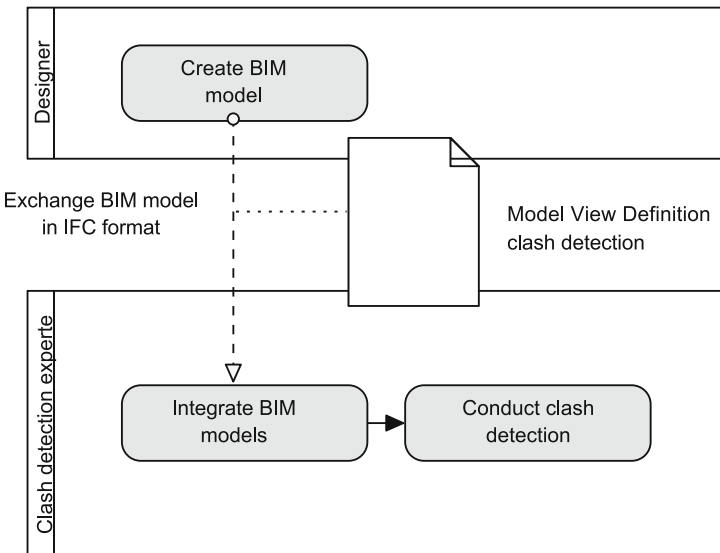 Designer
Create BIM
model
Exchange BIM model
in IFC format
Model View Definition
clash detection
Clash detection experte
Integrate BIM
models
Conduct clash
detection